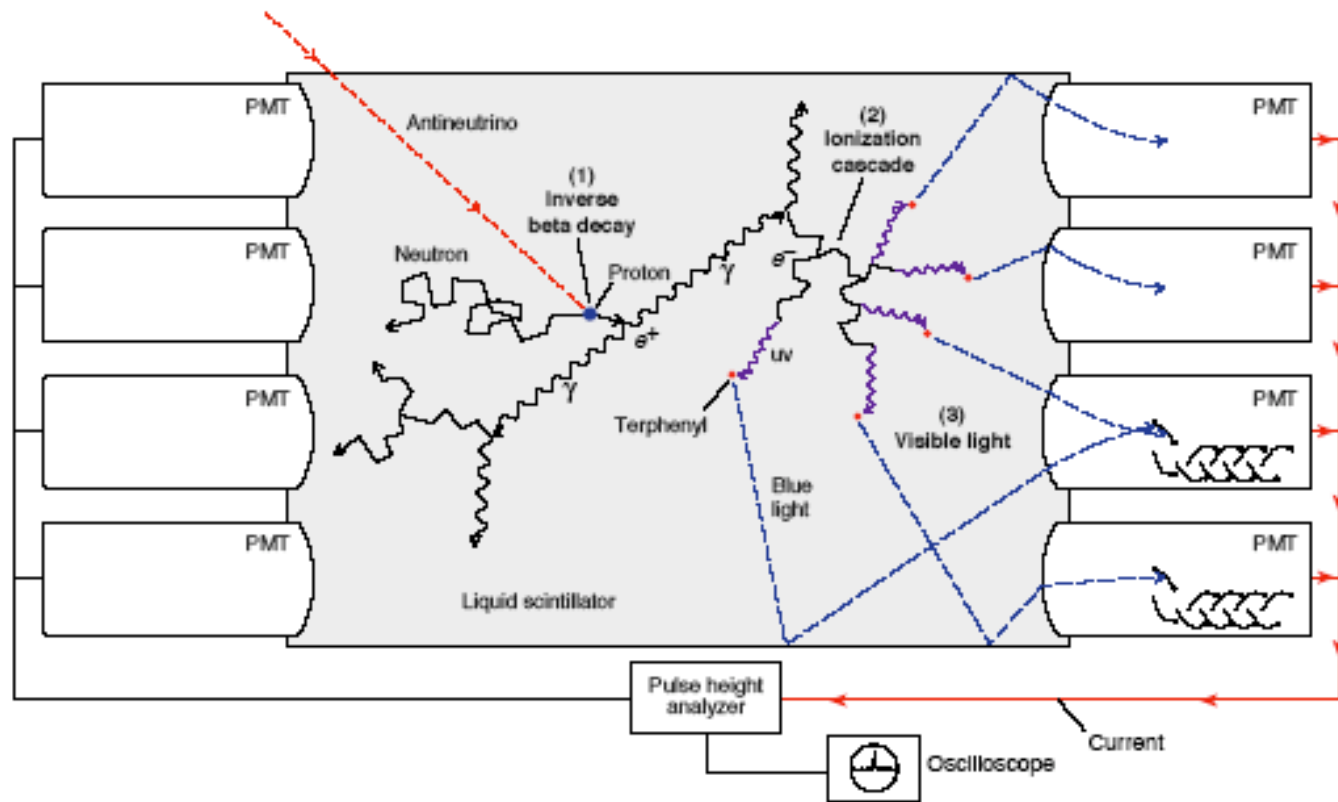 PMT
PMT
Antineutrino
(2)
Ionization
cascade
(1)
Inverse
beta decay
PMT
PMT
Neutron
Proton
γ
e−
e+
γ
uv
PMT
PMT
Terphenyl
(3)
Visible light
Blue
light
PMT
PMT
Liquid scintillator
Pulse height
analyzer
Current
Oscilloscope